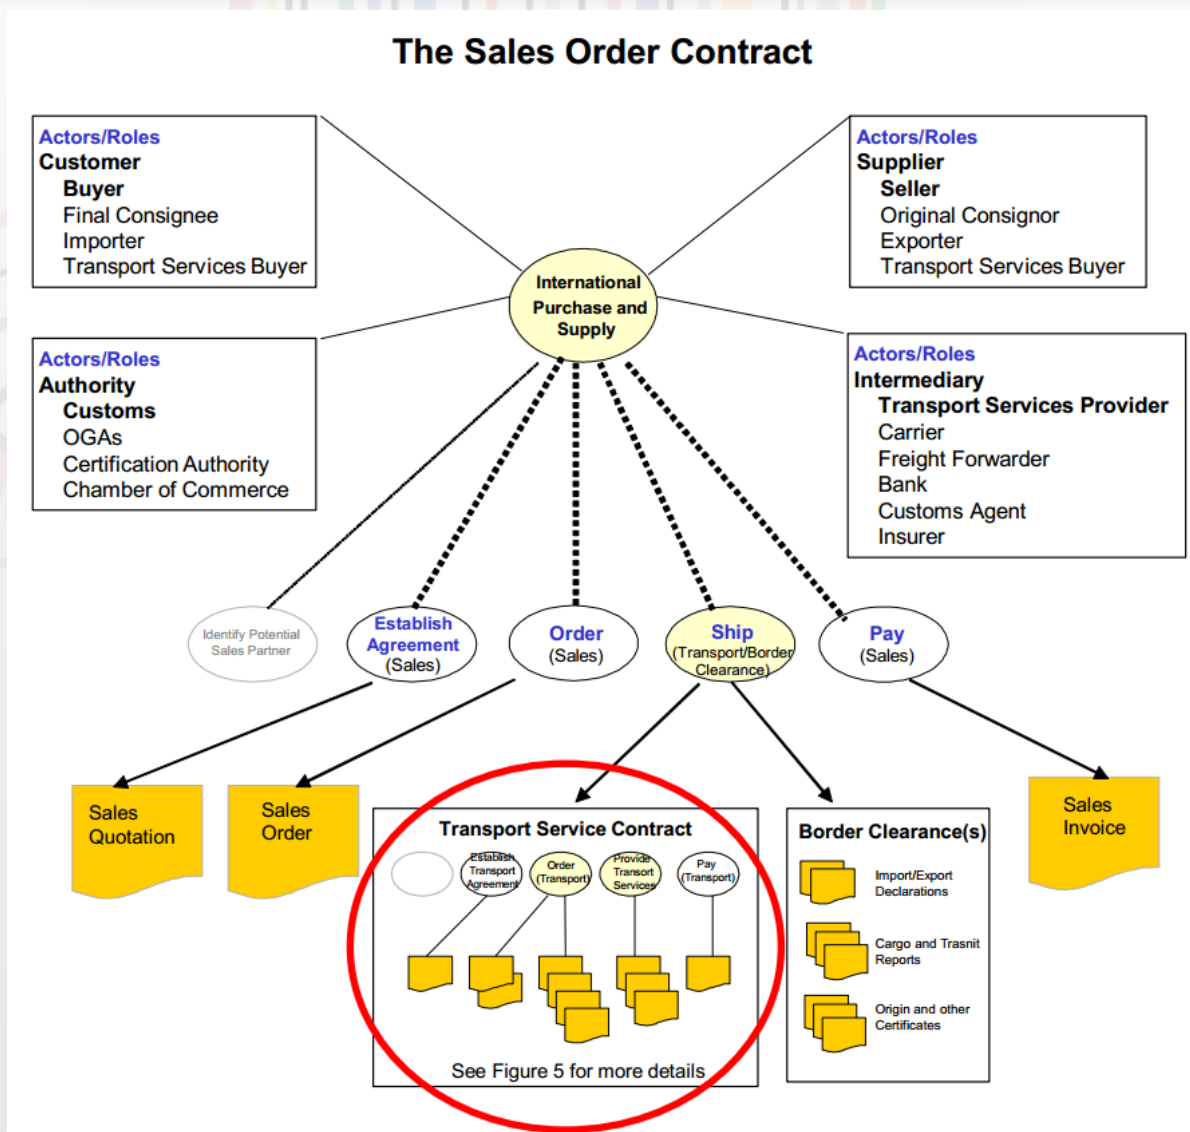 The Sales Order Contract
Actors/Roles
Customer
Buyer
Final Consignee
Importer
Transport Services Buyer
Actors/Roles
Supplier
Seller
Original Consignor
Exporter
Transport Services Buyer
International
Purchase and
Supply
Actors/Roles
Authority
Customs
OGAs
Certification Authority
Chamber of Commerce
Actors/Roles
Intermediary
Transport Services Provider
Carrier
Freight Forwarder
Bank
Customs Agent
Insurer
Identify Potential
Sales Partner
Establish
Agreement
(Sales)
Order
(Sales)
Ship
(Transport/Border
Clearance)
Pay
(Sales)
Sales
Quotation
Sales
Order
Transport Service Contract
Establish
Transport
Agreement
Order
(Transport)
Provide
Transort
Services
Pay
(Transport)
See Figure 5 for more details
Border Clearance(s)
Import/Export
Declarations
Cargo and Trasnit
Reports
Origin and other
Certificates
Sales
Invoice